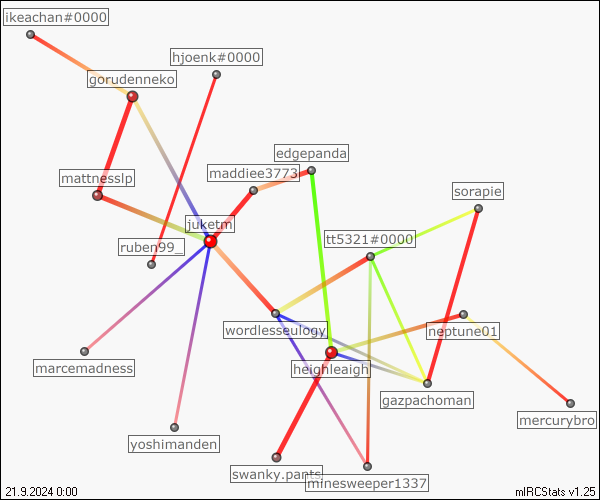 ikeachan#0000
hjoenk#0000
gorudenneko
edgepanda
maddiee3773
mattnesslp
sorapie
juketm
tt5321#0000
ruben99_
wordlesseulogy
neptune01
heighleaigh
marcemadness
gazpachoman
mercurybro
yoshimanden
swanky.pants
minesweeper1337
21.9.2024 0:00
mIRCStats v1.25